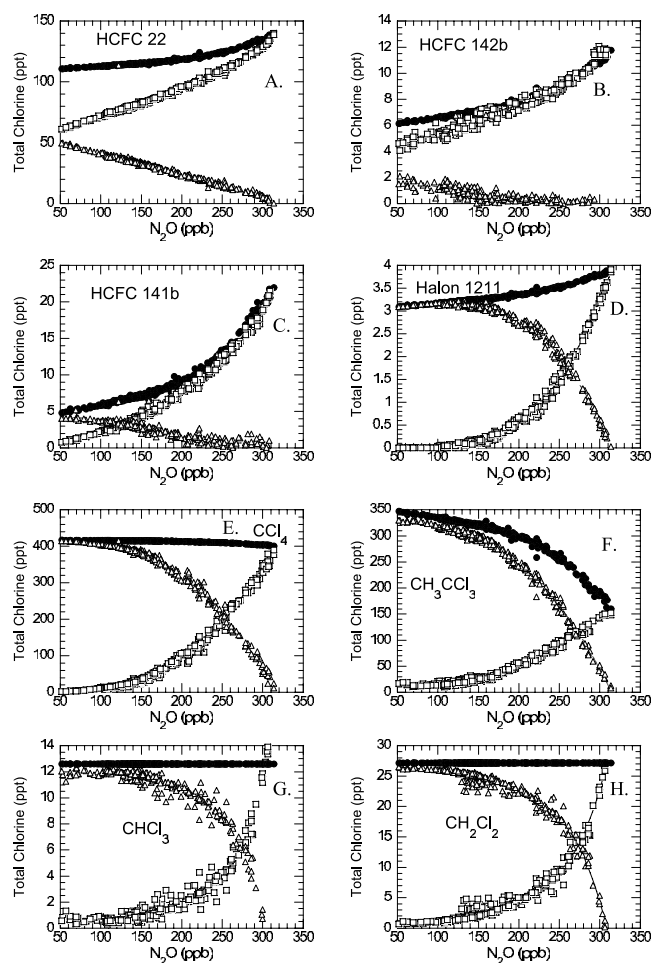 150
HCFC 22
A.
100
50
0
50 100 150 200 250 300 350
Total Chlorine (ppt)
N2O (ppb)
14
HCFC 142b
12
B.
10
8
6
4
2
0
50 100 150 200 250 300 350
Total Chlorine (ppt)
N2O (ppb)
25
HCFC 141b
20
C.
15
10
5
0
50 100 150 200 250 300 350
Total Chlorine (ppt)
N2O (ppb)
4
Halon 1211
3.5
D.
3
2.5
2
1.5
1
0.5
0
50 100 150 200 250 300 350
Total Chlorine (ppt)
N2O (ppb)
500
E. CCl4
400
300
200
100
0
50 100 150 200 250 300 350
Total Chlorine (ppt)
N2O (ppb)
350
F.
300
250
CH3CCl3
200
150
100
50
0
50 100 150 200 250 300 350
Total Chlorine (ppt)
N2O (ppb)
14
12
G.
10
8
CHCl3
6
4
2
0
50 100 150 200 250 300 350
Total Chlorine (ppt)
N2O (ppb)
30
25
H.
20
CH2Cl2
15
10
5
0
50 100 150 200 250 300 350
Total Chlorine (ppt)
N2O (ppb)